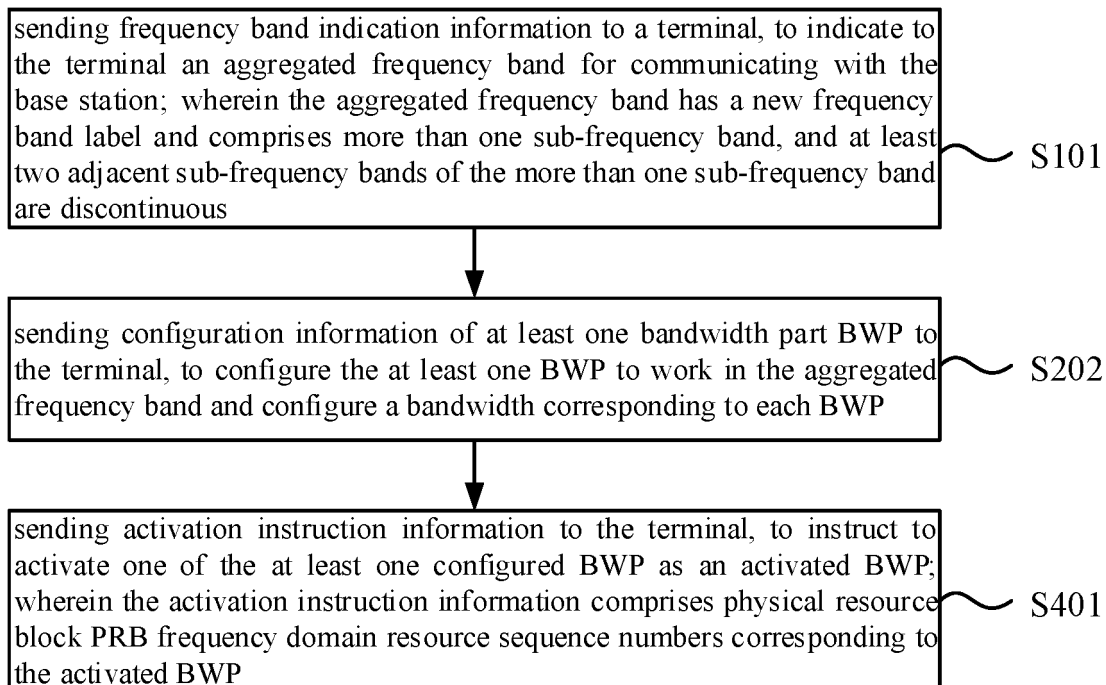 sending frequency band indication information to a terminal, to indicate to
the terminal an aggregated frequency band for communicating with the
base station; wherein the aggregated frequency band has a new frequency
band label and comprises more than one sub-frequency band, and at least
two adjacent sub-frequency bands of the more than one sub-frequency band
are discontinuous
S101
sending configuration information of at least one bandwidth part BWP to
the terminal, to configure the at least one BWP to work in the aggregated
frequency band and configure a bandwidth corresponding to each BWP
S202
sending activation instruction information to the terminal, to instruct to
activate one of the at least one configured BWP as an activated BWP;
wherein the activation instruction information comprises physical resource
block PRB frequency domain resource sequence numbers corresponding to
the activated BWP
S401